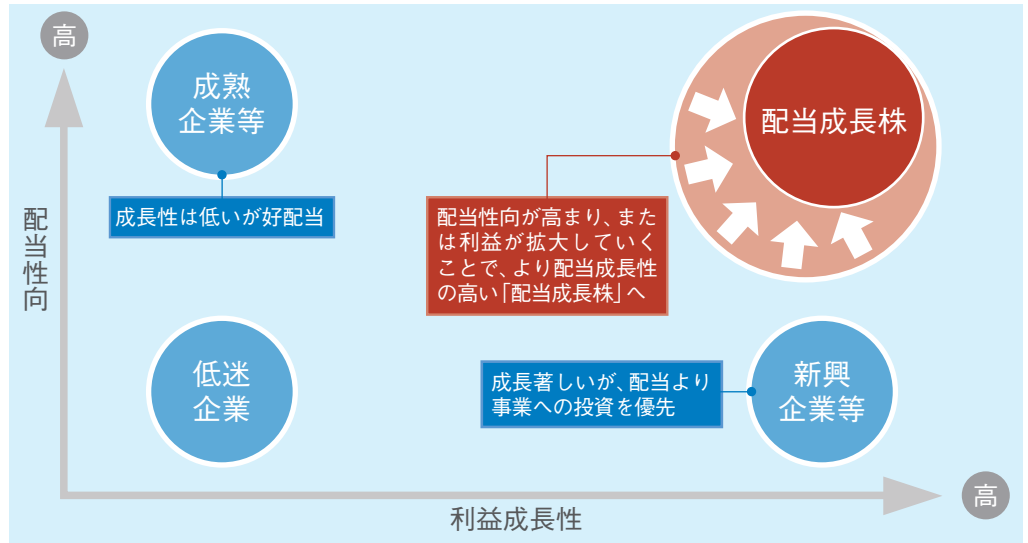 高
成熟
企業等
成長性は低いが好配当
配当成長株
配当性向が高まり、また
は利益が拡大していく
ことで、より配当成長性
の高い「配当成長株」へ
配当性向
低迷
企業
成長著しいが、配当より
事業への投資を優先
新興
企業等
利益成長性
高